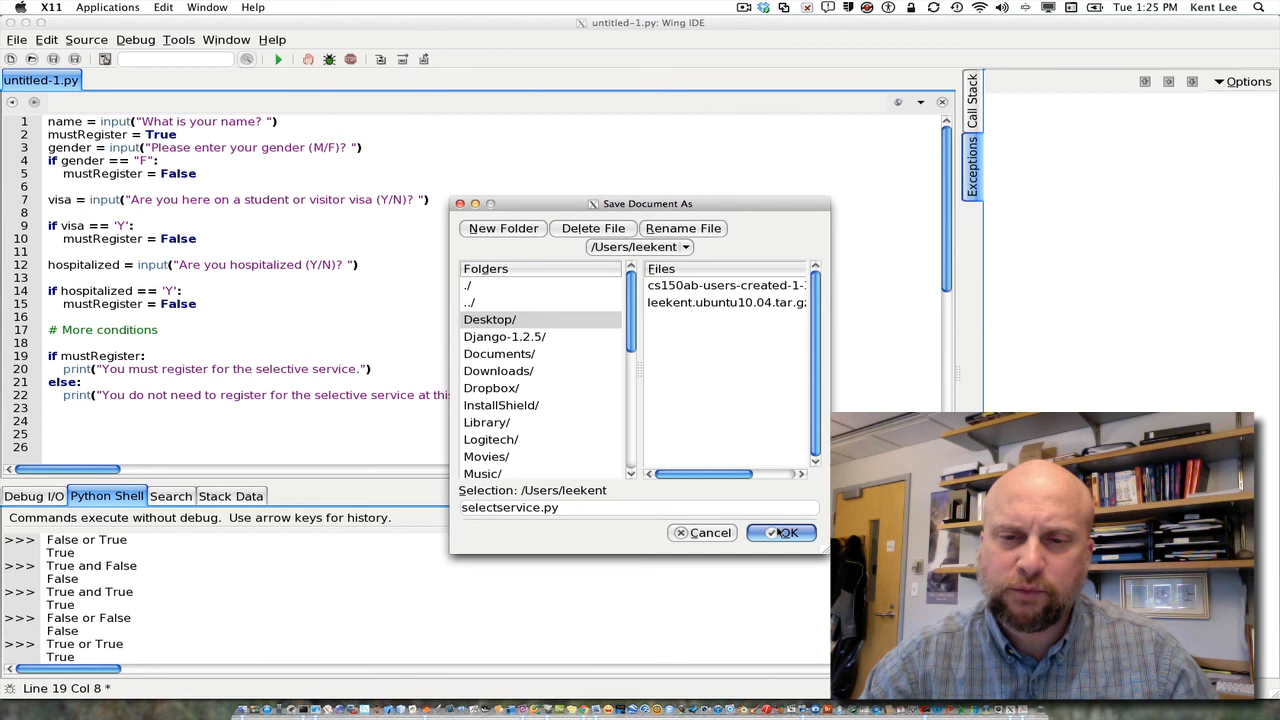 X11 Applications Edit Window Help Tue 1:25 PM Kent Lee
untitled-1.py: Wing IDE
File Edit Source Debug Tools Window Help
untitled-1.py
Options
Call Stack
Exceptions
1 name = input("What is your name? ")
2 mustRegister = True
3 gender = input("Please enter your gender (M/F)? ")
4 if gender == "F":
5 mustRegister = False
6
7 visa = input("Are you here on a student or visitor visa (Y/N)? ")
8
9 if visa == 'Y':
10 mustRegister = False
11
12 hospitalized = input("Are you hospitalized (Y/N)? ")
13
14 if hospitalized == 'Y':
15 mustRegister = False
16
17 # More conditions
18
19 if mustRegister:
20 print("You must register for the selective service.")
21 else:
22 print("You do not need to register for the selective service at this
23
24
25
26
Save Document As
New Folder Delete File Rename File
/Users/leekent
Folders
./
../
Desktop/
Django-1.2.5/
Documents/
Downloads/
Dropbox/
InstallShield/
Library/
Logitech/
Movies/
Music/
Files
cs150ab-users-created-1-
leekent.ubuntu10.04.tar.gz
Selection: /Users/leekent
selectservice.py
Cancel OK
Debug I/O Python Shell Search Stack Data
Commands execute without debug. Use arrow keys for history.
>>> False or True
True
>>> True and False
False
>>> True and True
True
>>> False or False
False
>>> True or True
True
Line 19 Col 8 *